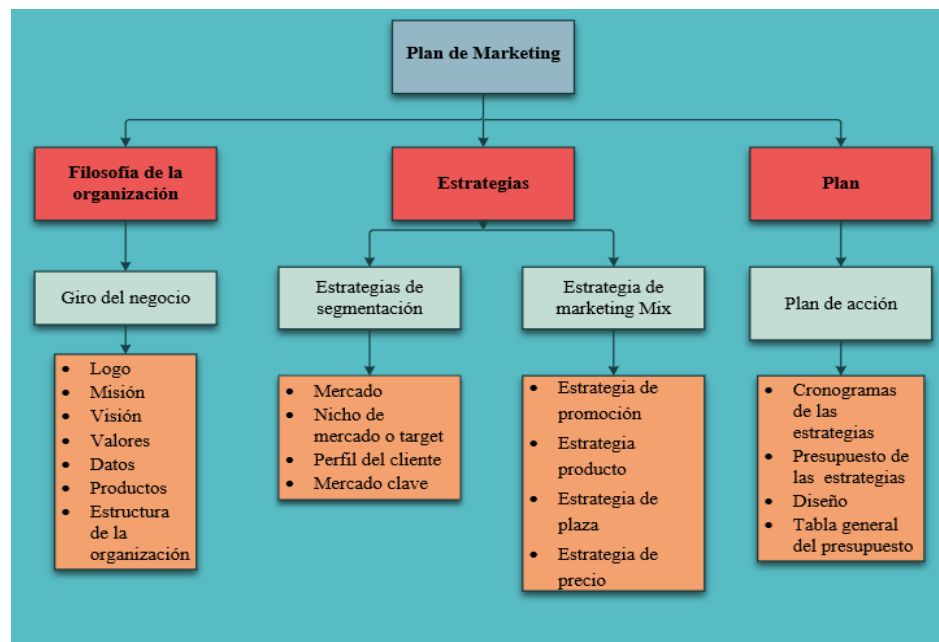 Plan de Marketing
Filosofía de la
organización
Estrategias
Plan
Giro del negocio
Estrategias de
segmentación
Estrategia de
marketing Mix
Plan de acción
• Logo
• Misión
• Visión
• Valores
• Datos
• Productos
• Estructura
de la
organización
• Mercado
• Nicho de
mercado o target
• Perfil del cliente
• Mercado clave
• Estrategia de
promoción
• Estrategia
producto
• Estrategia de
plaza
• Estrategia de
precio
• Cronogramas
de las
estrategias
• Presupuesto de
las estrategias
• Diseño
• Tabla general
del presupuesto